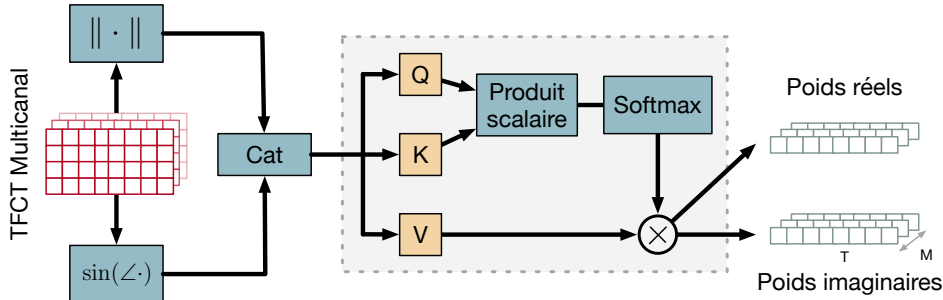 TFCT Multicanal
∥ · ∥
sin(∠·)
Cat
Q
K
V
Produit
scalaire
Softmax
×
Poids réels
T
M
Poids imaginaires